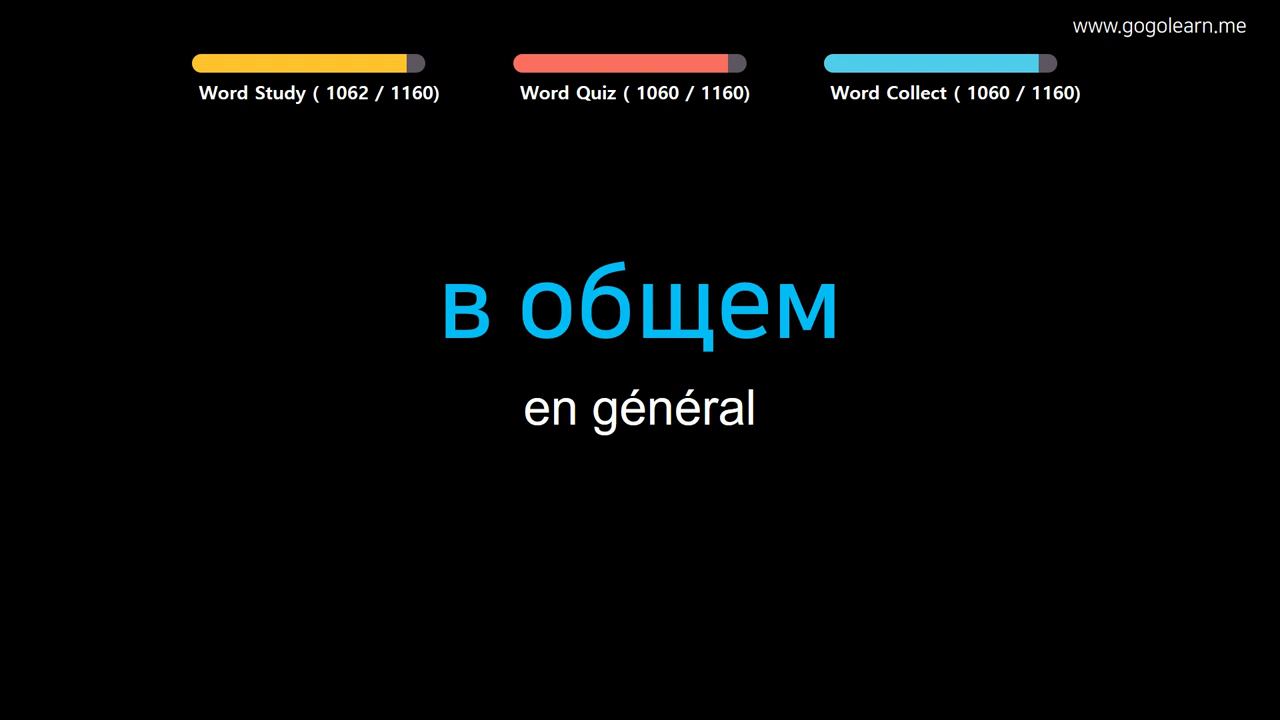 www.gogolearn.me
Word Study ( 1062 / 1160)
Word Quiz ( 1060 / 1160)
Word Collect ( 1060 / 1160)
в общем
en général